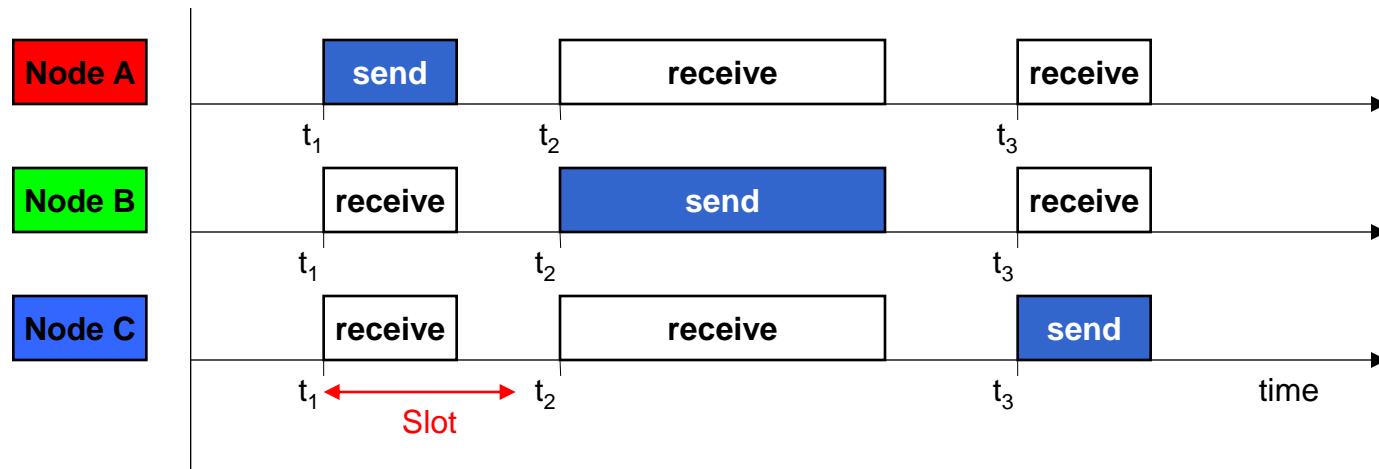 Node A send receive receive
t1 t2 t3
Node B receive send receive
t1 t2 t3
Node C receive receive send
t1 t2 t3 time
Slot